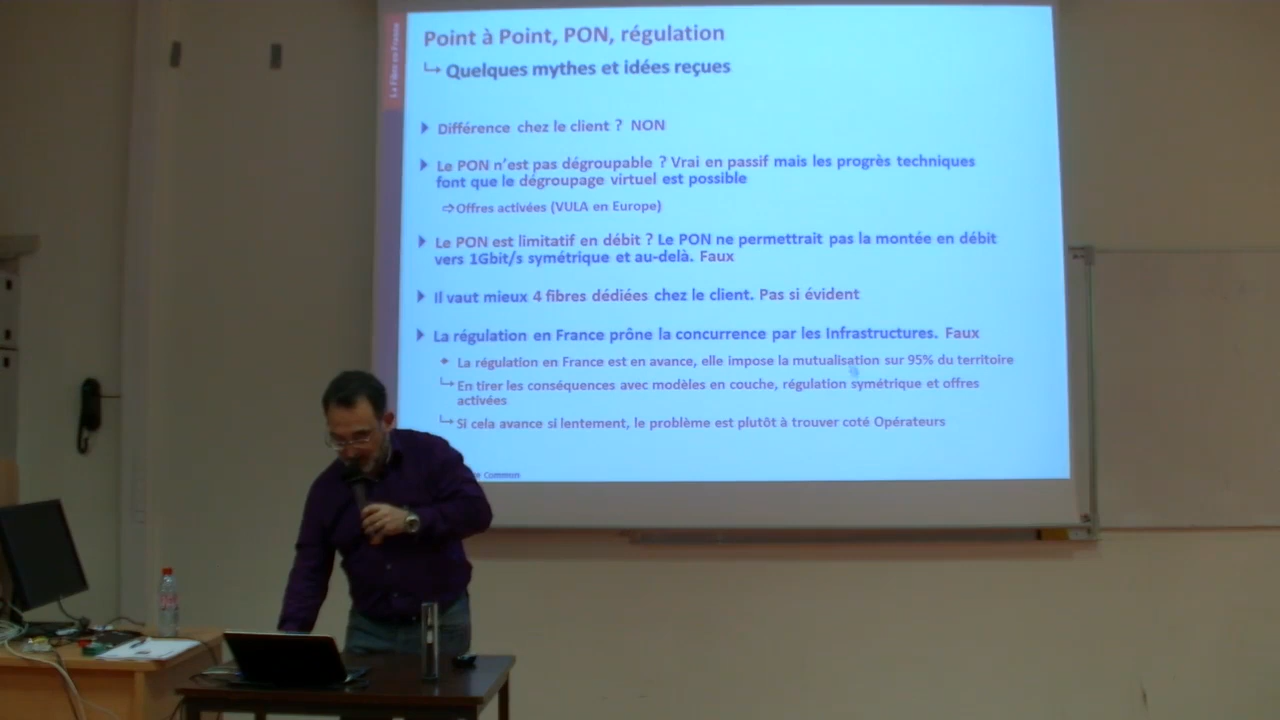 La Fibre en France
Point à Point, PON, régulation
Quelques mythes et idées reçues
Différence chez le client ? NON
Le PON n'est pas dégroupable ? Vrai en passif mais les progrès techniques
font que le dégroupage virtuel est possible
Offres activées (VULA en Europe)
Le PON est limitatif en débit ? Le PON ne permettrait pas la montée en débit
vers 1Gbit/s symétrique et au-delà. Faux
Il vaut mieux 4 fibres dédiées chez le client. Pas si évident
La régulation en France prône la concurrence par les Infrastructures. Faux
La régulation en France est en avance, elle impose la mutualisation sur 95% du territoire
En tirer les conséquences avec modèles en couche, régulation symétrique et offres
activées
Si cela avance si lentement, le problème est plutôt à trouver coté Opérateurs
Common